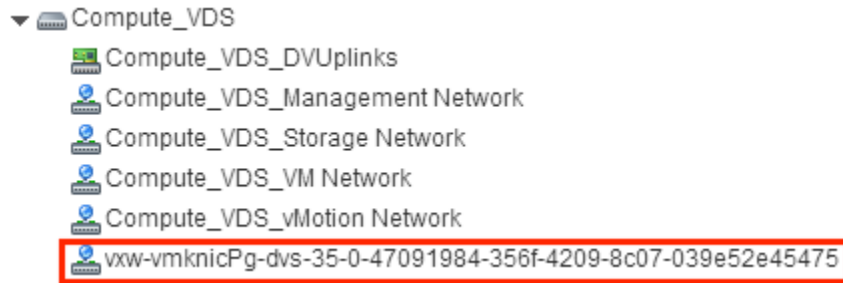 Compute_VDS
Compute_VDS_DVUplinks
Compute_VDS_Management Network
Compute_VDS_Storage Network
Compute_VDS_VM Network
Compute_VDS_vMotion Network
vxw-vmknicPg-dvs-35-0-47091984-356f-4209-8c07-039e52e45475